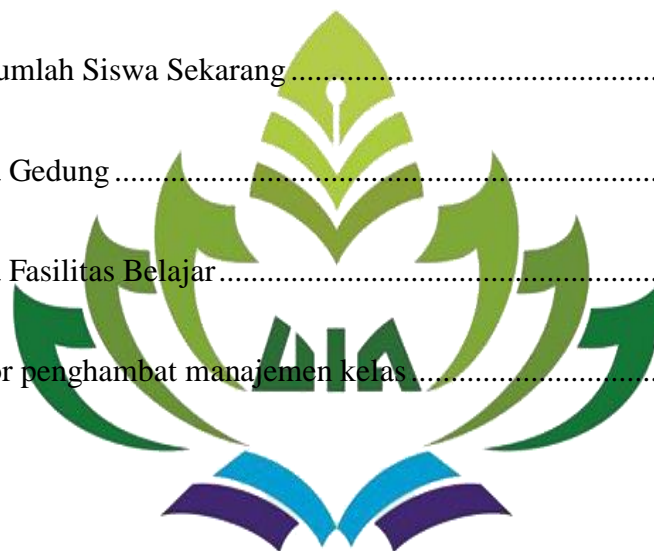 umlah Siswa Sekarang..............................................
Gedung....................................................................
Fasilitas Belajar.......................................................
or penghambat manajemen kelas..............................